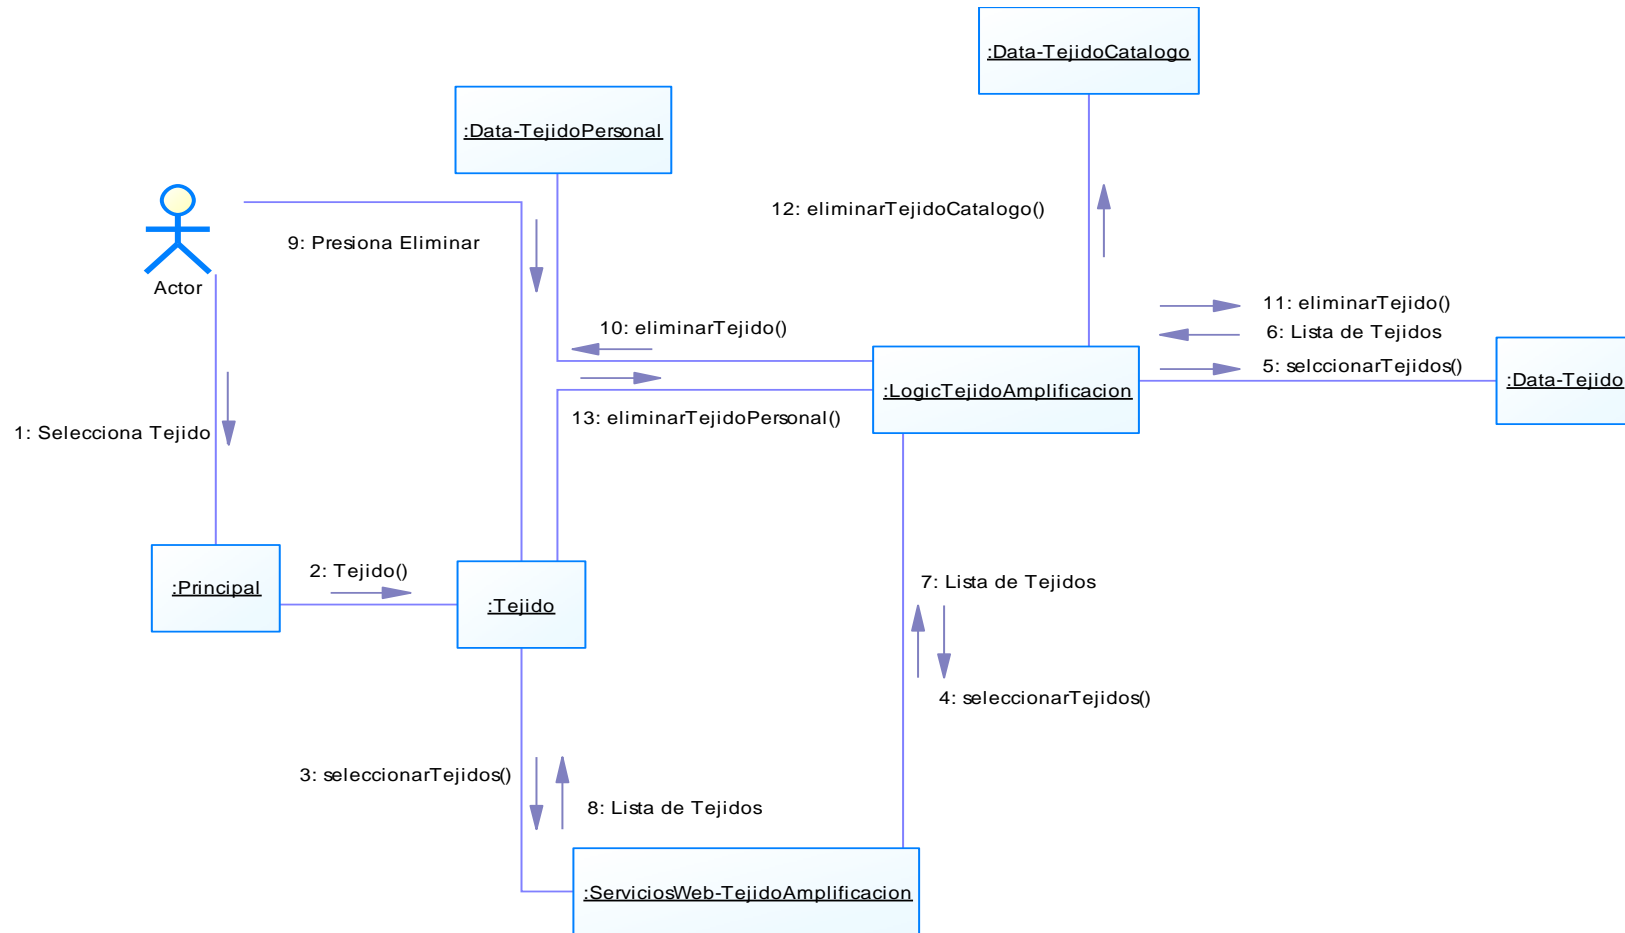 :Data-TejidoCatalogo
:Data-TejidoPersonal
12: eliminarTejidoCatalogo()
9: Presiona Eliminar
Actor
11: eliminarTejido()
10: eliminarTejido()
6: Lista de Tejidos
5: selccionarTejidos()
:Data-Tejido
:LogicTejidoAmplificacion
13: eliminarTejidoPersonal()
1: Selecciona Tejido
2: Tejido()
7: Lista de Tejidos
:Principal
:Tejido
4: seleccionarTejidos()
3: seleccionarTejidos()
8: Lista de Tejidos
:ServiciosWeb-TejidoAmplificacion